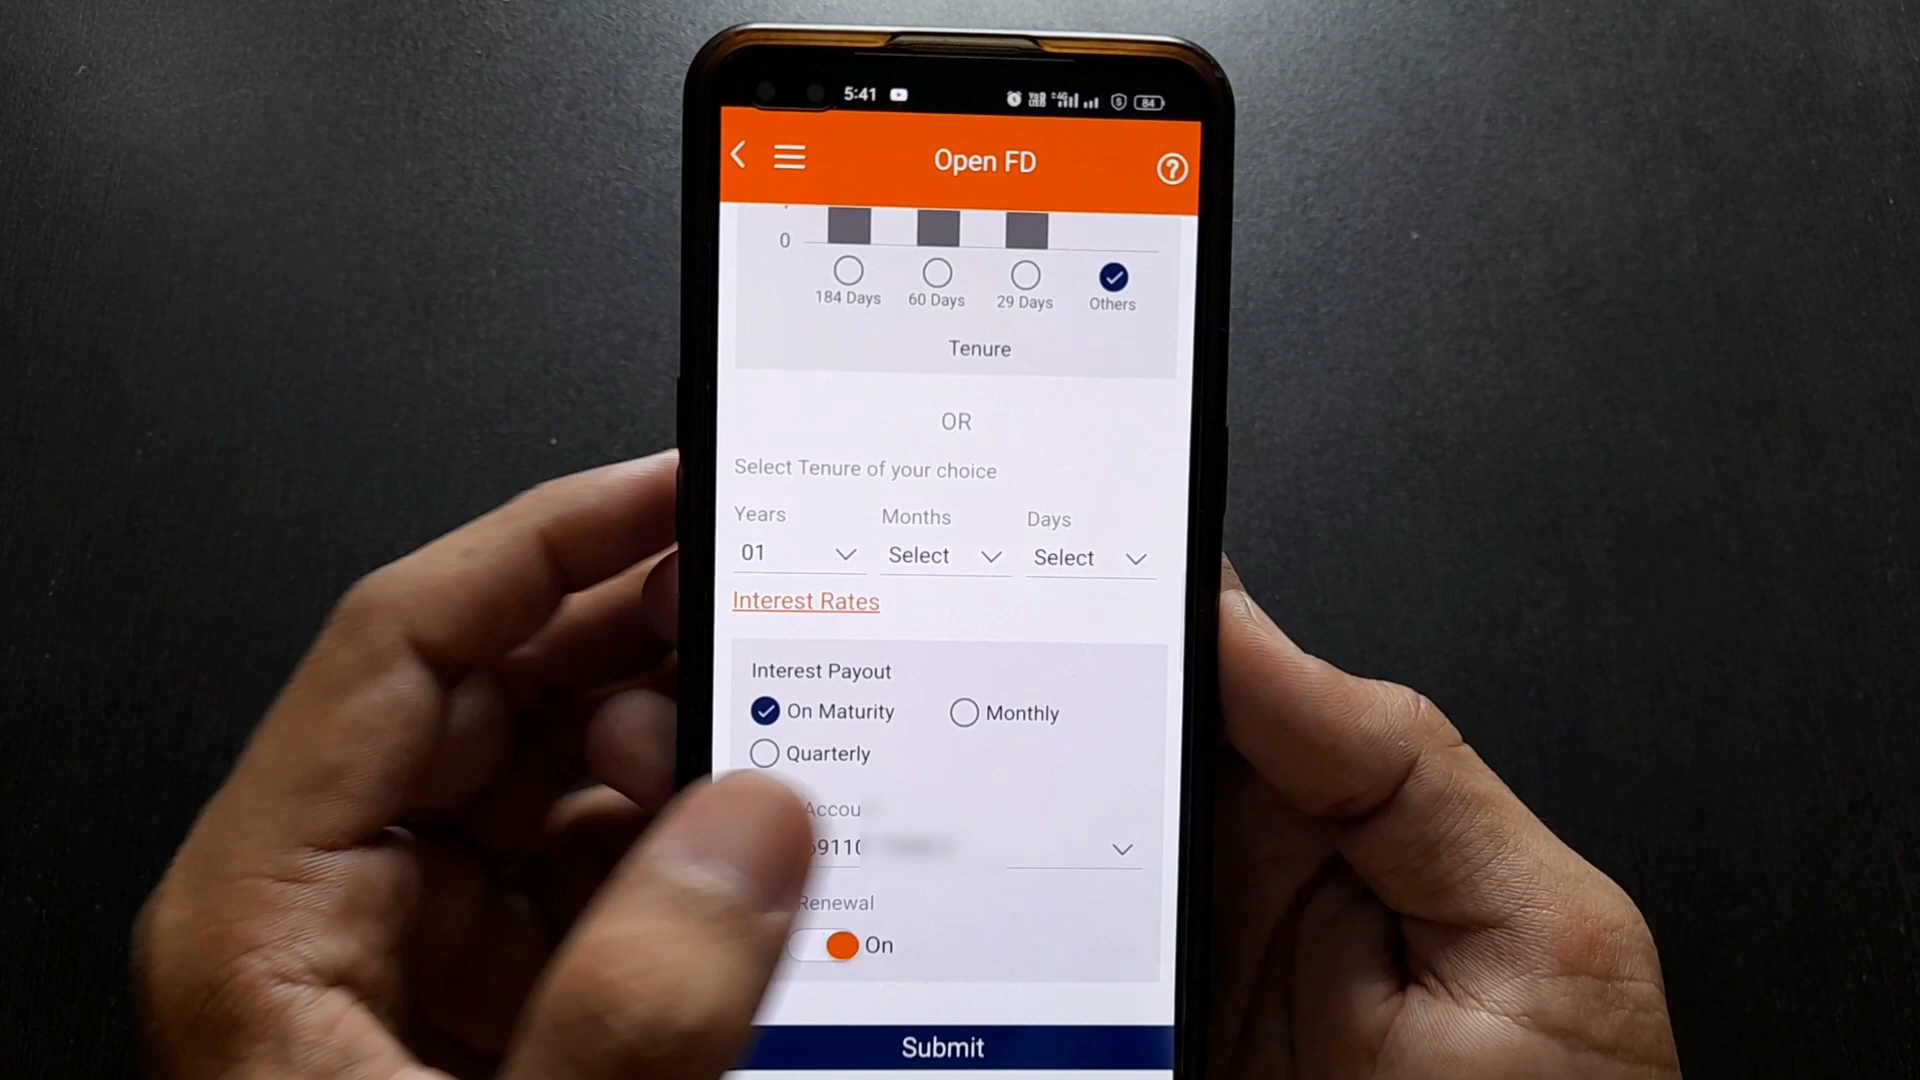 5:41 84
Open FD
0
184 Days 60 Days 29 Days Others
Tenure
OR
Select Tenure of your choice
Years Months Days
01 Select Select
Interest Rates
Interest Payout
On Maturity Monthly
Quarterly
Renewal
On
Submit